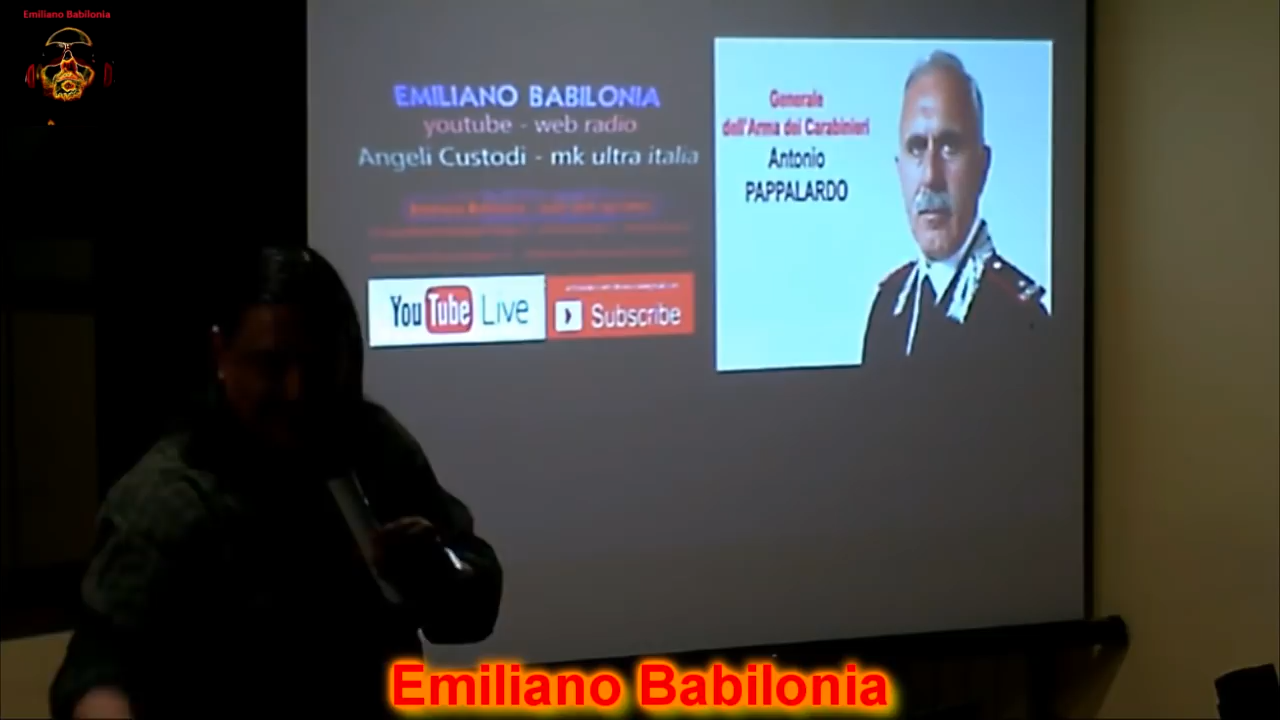 Emiliano Babilonia
EMILIANO BABILONIA
youtube - web radio
Angeli Custodi - mk ultra italia
YouTube Live
Subscribe
Generale
dell'Arma dei Carabinieri
Antonio
PAPPALARDO
Emiliano Babilonia